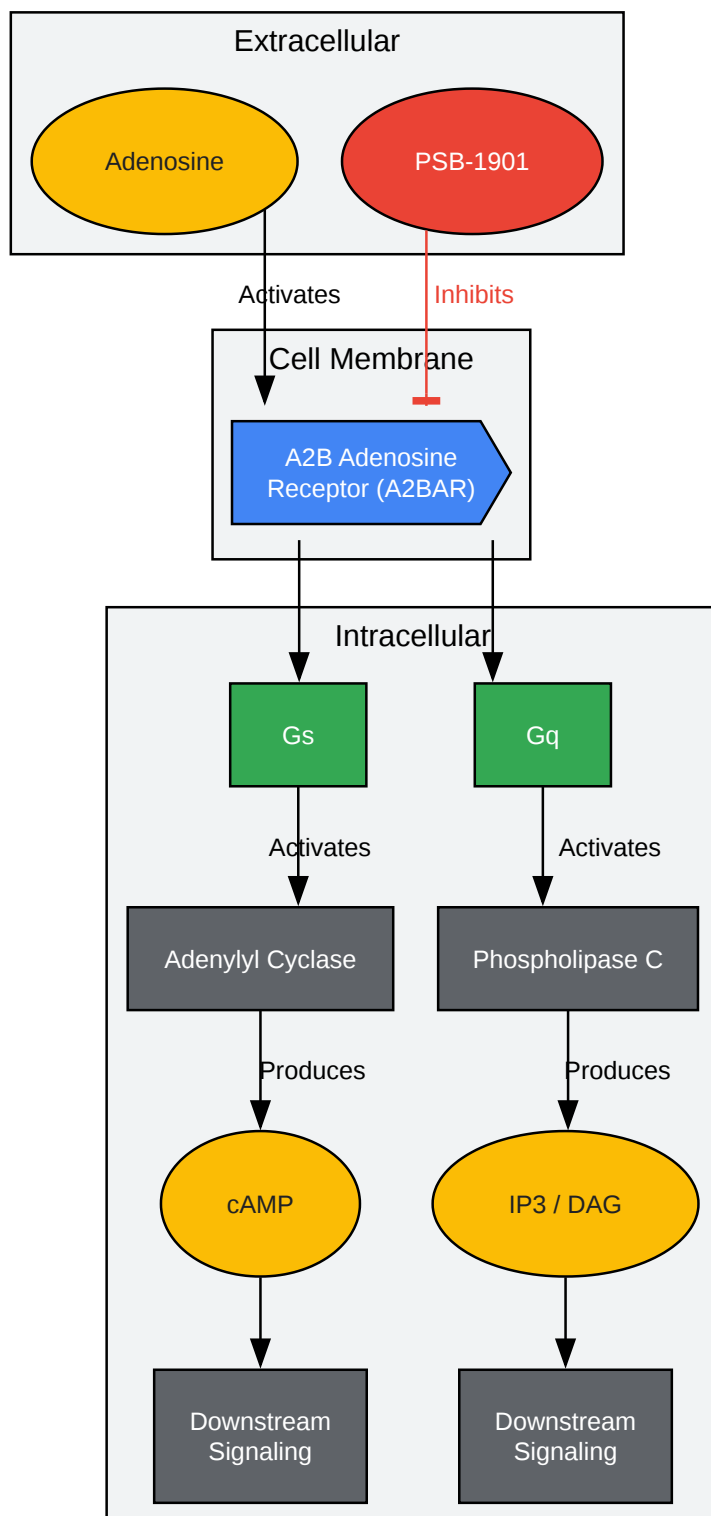 Extracellular
Adenosine
PSB-1901
Activates
Inhibits
Cell Membrane
A2B Adenosine
Receptor (A2BAR)
Intracellular
Gs
Gq
Activates
Activates
Adenylyl Cyclase
Phospholipase C
Produces
Produces
cAMP
IP3 / DAG
Downstream
Signaling
Downstream
Signaling